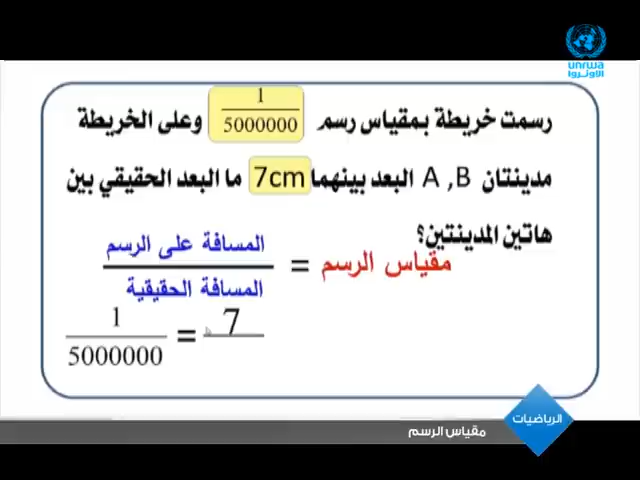 unrwa
الأونروا
رسمت خريطة بمقياس رسم 1/5000000 وعلى الخريطة
مدينتان A ,B البعد بينهما 7cm ما البعد الحقيقي بين
هاتين المدينتين؟
مقياس الرسم = المسافة على الرسم / المسافة الحقيقية
1/5000000 = 7/
الرياضيات
مقياس الرسم